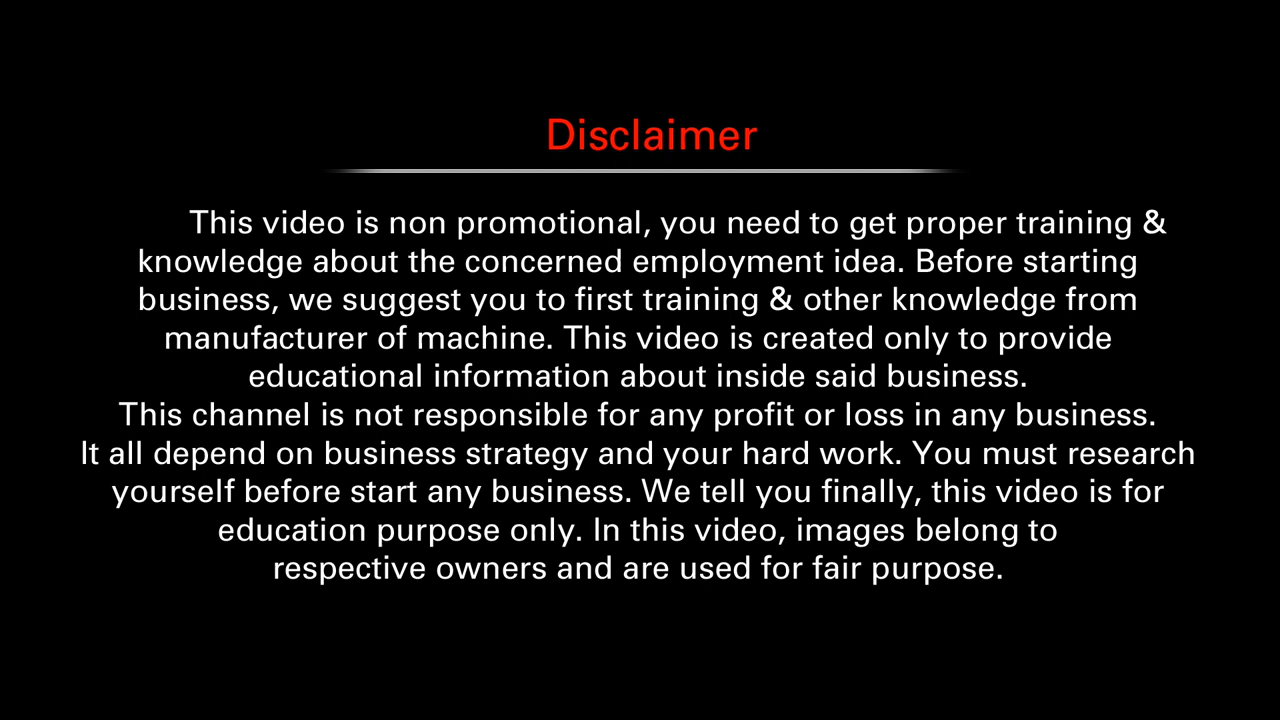 Disclaimer
This video is non promotional, you need to get proper training &
knowledge about the concerned employment idea. Before starting
business, we suggest you to first training & other knowledge from
manufacturer of machine. This video is created only to provide
educational information about inside said business.
This channel is not responsible for any profit or loss in any business.
It all depend on business strategy and your hard work. You must research
yourself before start any business. We tell you finally, this video is for
education purpose only. In this video, images belong to
respective owners and are used for fair purpose.